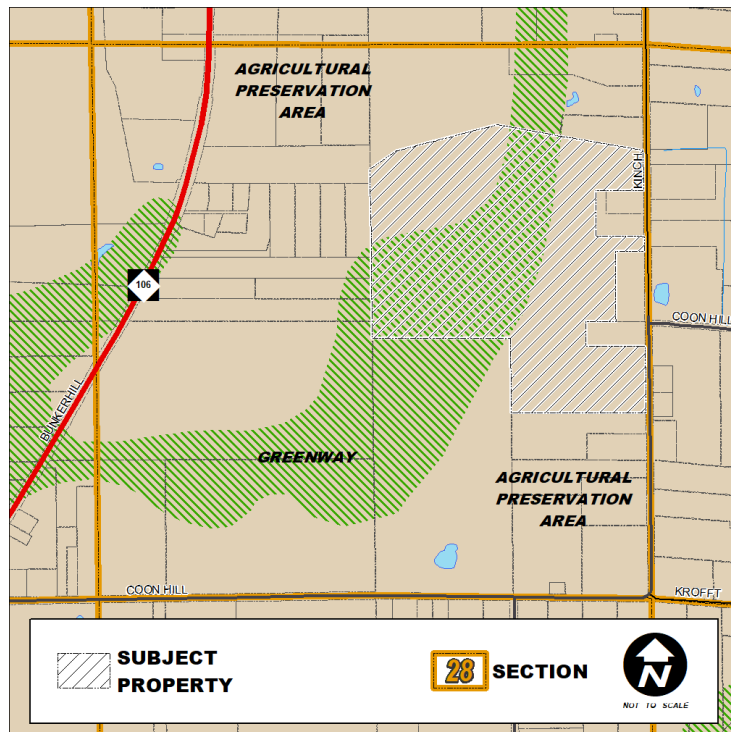 AGRICULTURAL
PRESERVATION
AREA
KINCH
106
COON HILL
BUNKERHILL
GREENWAY
AGRICULTURAL
PRESERVATION
AREA
COON HILL
KROFFT
SUBJECT
PROPERTY
28 SECTION
N
NOT TO SCALE